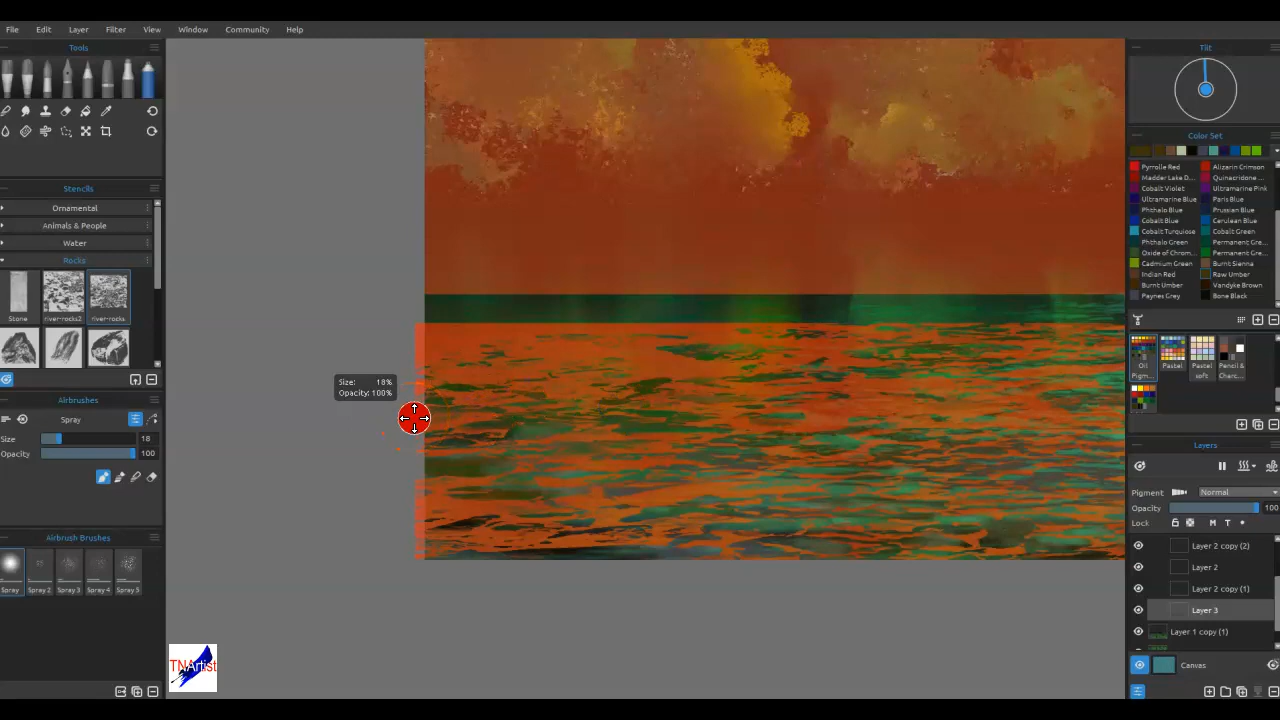 File Edit Layer Filter View Window Community Help
Tools
Stencils
Ornamental
Animals & People
Water
Rocks
Stone river-rocks2 river-rocks.
Airbrushes
Spray
Size 18
Opacity 100
Airbrush Brushes
Spray Spray 2 Spray 3 Spray 4 Spray 5
TNArtist
Size: 18%
Opacity: 100%
Tilt
Color Set
Pyrrolle Red Alizarin Crimson
Madder Lake D... Quinacridone ...
Cobalt Violet Ultramarine Pink
Ultramarine Blue Paris Blue
Phthalo Blue Prussian Blue
Cobalt Blue Cerulean Blue
Cobalt Turquoise Cobalt Green
Phthalo Green Permanent Gre...
Oxide of Chrom... Permanent Gre...
Cadmium Green Burnt Sienna
Indian Red Raw Umber
Burnt Umber Vandyke Brown
Paynes Grey Bone Black
Oil Pastel Pastel Pencil &
Pigm... soft Charc...
Layers
Pigment Normal
Opacity 100
Lock M T
Layer 2 copy (2)
Layer 2
Layer 2 copy (1)
Layer 3
Layer 1 copy (1)
Canvas